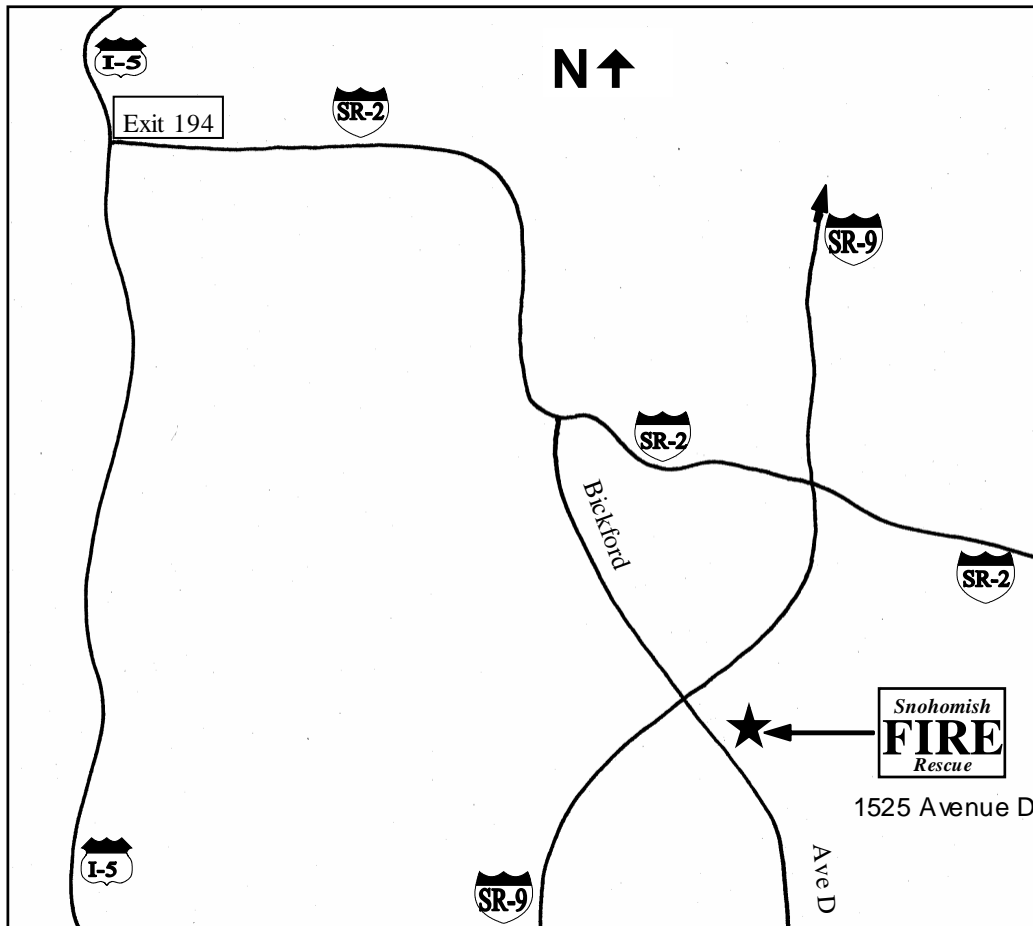 I-5
N
SR-2
Exit 194
SR-9
SR-2
Bickford
SR-2
Snohomish
FIRE
Rescue
1525 Avenue D
Ave D
I-5
SR-9